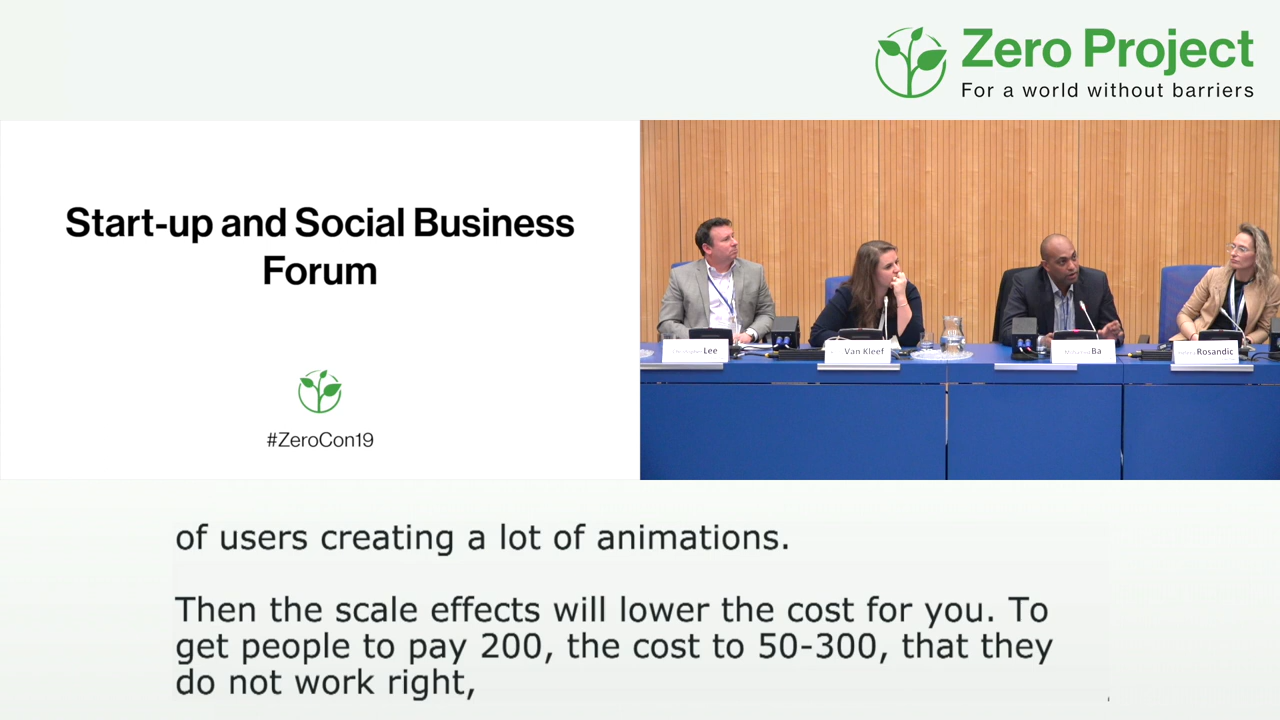 Zero Project
For a world without barriers
Start-up and Social Business
Forum
#ZeroCon19
Lee
Van Kleef
Ba
Rosandic
of users creating a lot of animations.
Then the scale effects will lower the cost for you. To
get people to pay 200, the cost to 50-300, that they
do not work right,